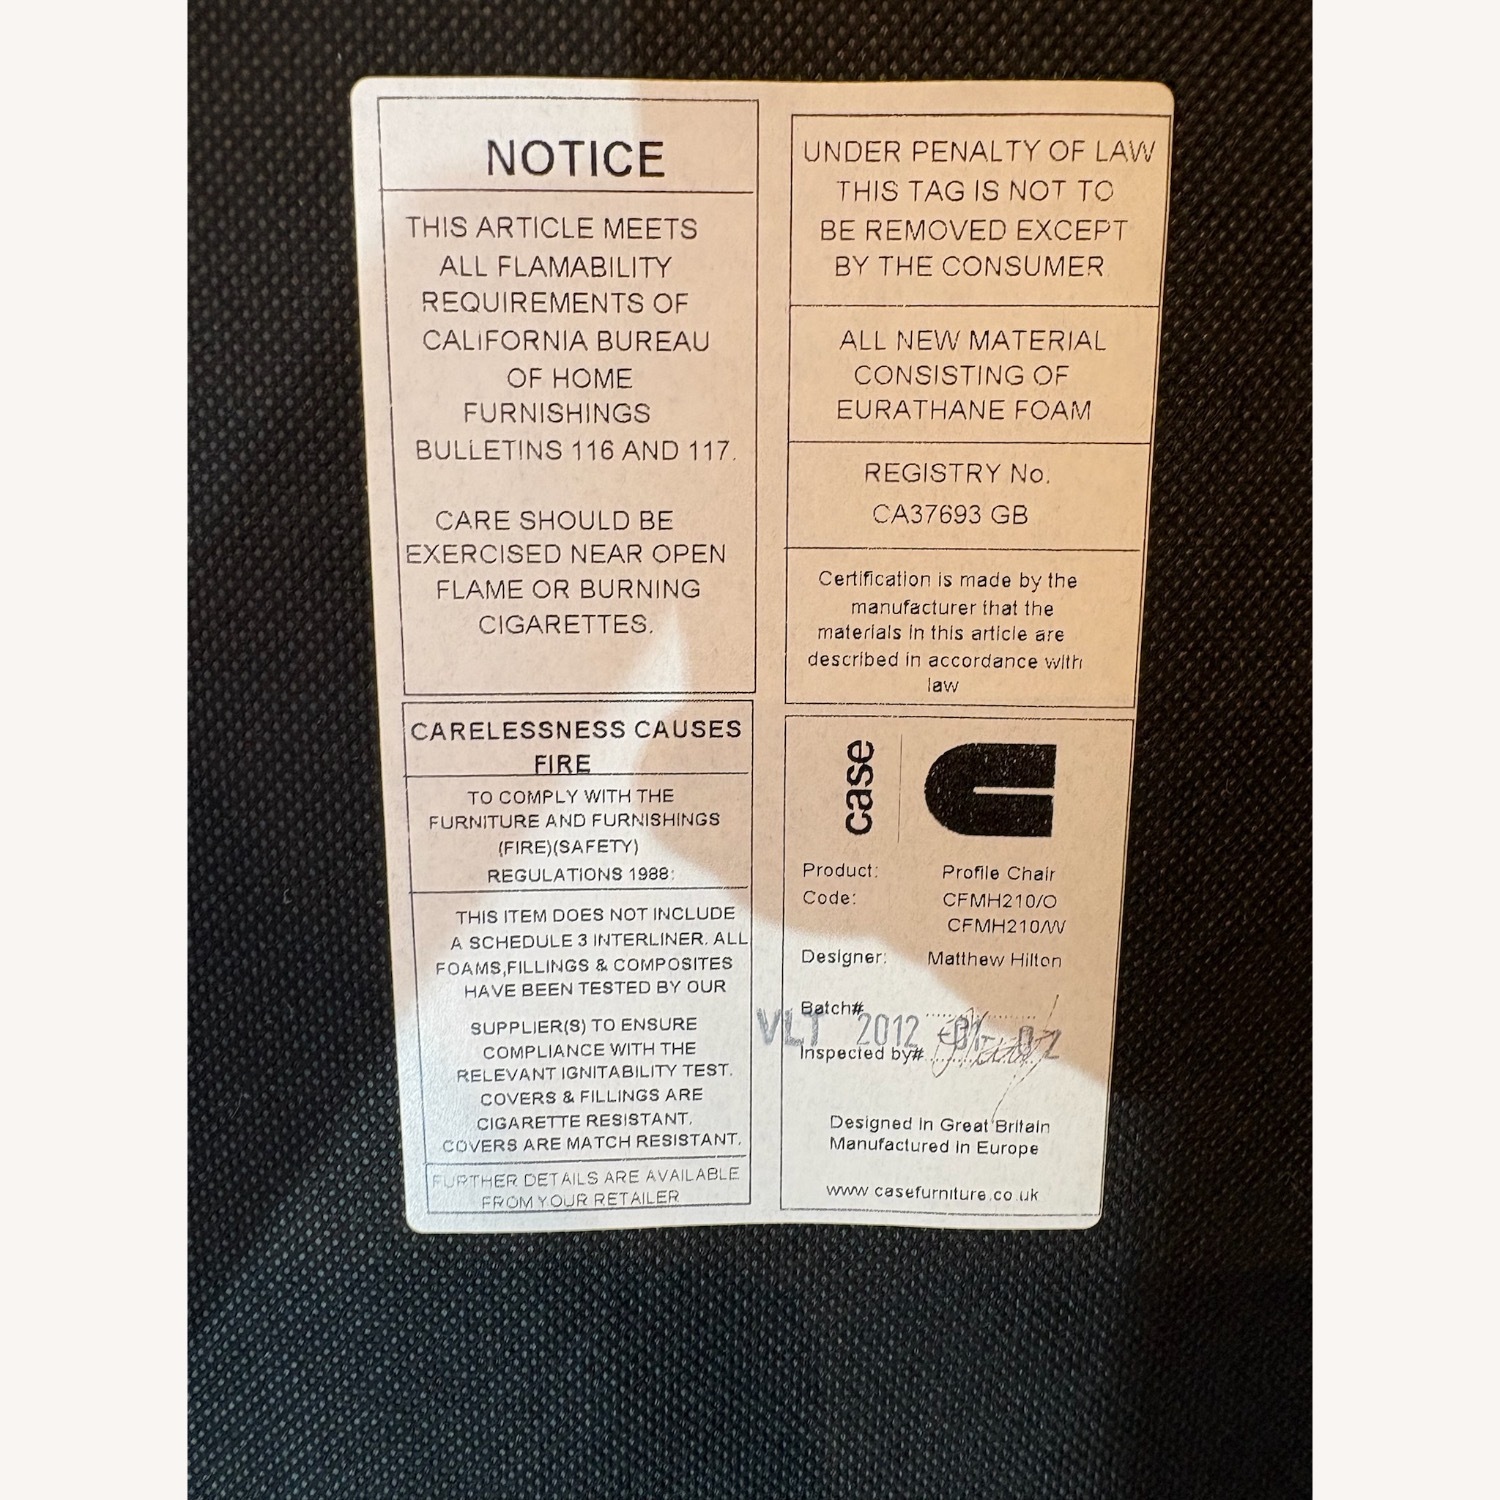 NOTICE
THIS ARTICLE MEETS
ALL FLAMABILITY
REQUIREMENTS OF
CALIFORNIA BUREAU
OF HOME
FURNISHINGS
BULLETINS 116 AND 117.
CARE SHOULD BE
EXERCISED NEAR OPEN
FLAME OR BURNING
CIGARETTES.
CARELESSNESS CAUSES
FIRE
TO COMPLY WITH THE
FURNITURE AND FURNISHINGS
(FIRE)(SAFETY)
REGULATIONS 1988:
THIS ITEM DOES NOT INCLUDE
A SCHEDULE 3 INTERLINER. ALL
FOAMS,FILLINGS & COMPOSITES
HAVE BEEN TESTED BY OUR
SUPPLIER(S) TO ENSURE
COMPLIANCE WITH THE
RELEVANT IGNITABILITY TEST.
COVERS & FILLINGS ARE
CIGARETTE RESISTANT.
COVERS ARE MATCH RESISTANT.
FURTHER DETAILS ARE AVAILABLE
FROM YOUR RETAILER
UNDER PENALTY OF LAW
THIS TAG IS NOT TO
BE REMOVED EXCEPT
BY THE CONSUMER
ALL NEW MATERIAL
CONSISTING OF
EURATHANE FOAM
REGISTRY No.
CA37693 GB
Certification is made by the
manufacturer that the
materials in this article are
described in accordance with
law
case
Product: Profile Chair
Code: CFMH210/O
CFMH210/W
Designer: Matthew Hilton
Batch#
VLT 2012
Inspected by#
Designed in Great Britain
Manufactured in Europe
www.casefurniture.co.uk